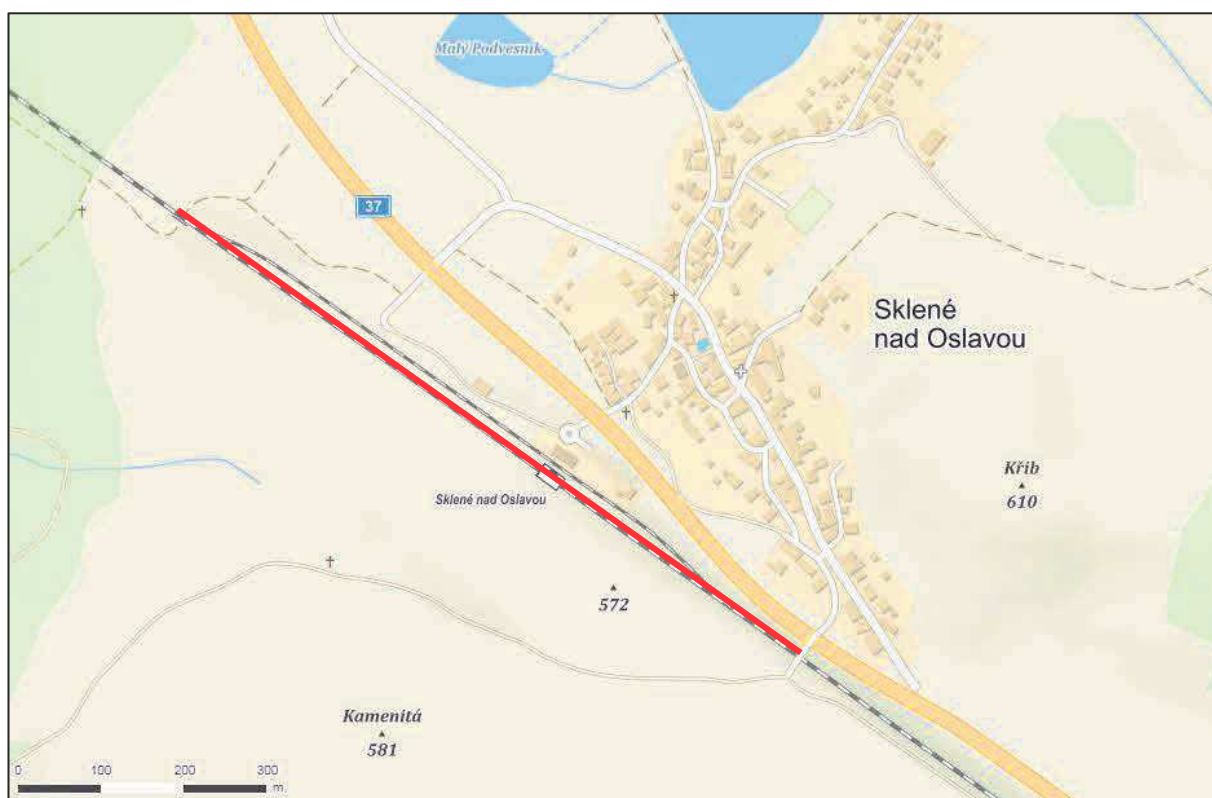 Malý Podvesník
37
Sklené
nad Oslavou
Křib
610
Sklené nad Oslavou
572
Kamenitá
581
0 100 200 300
m